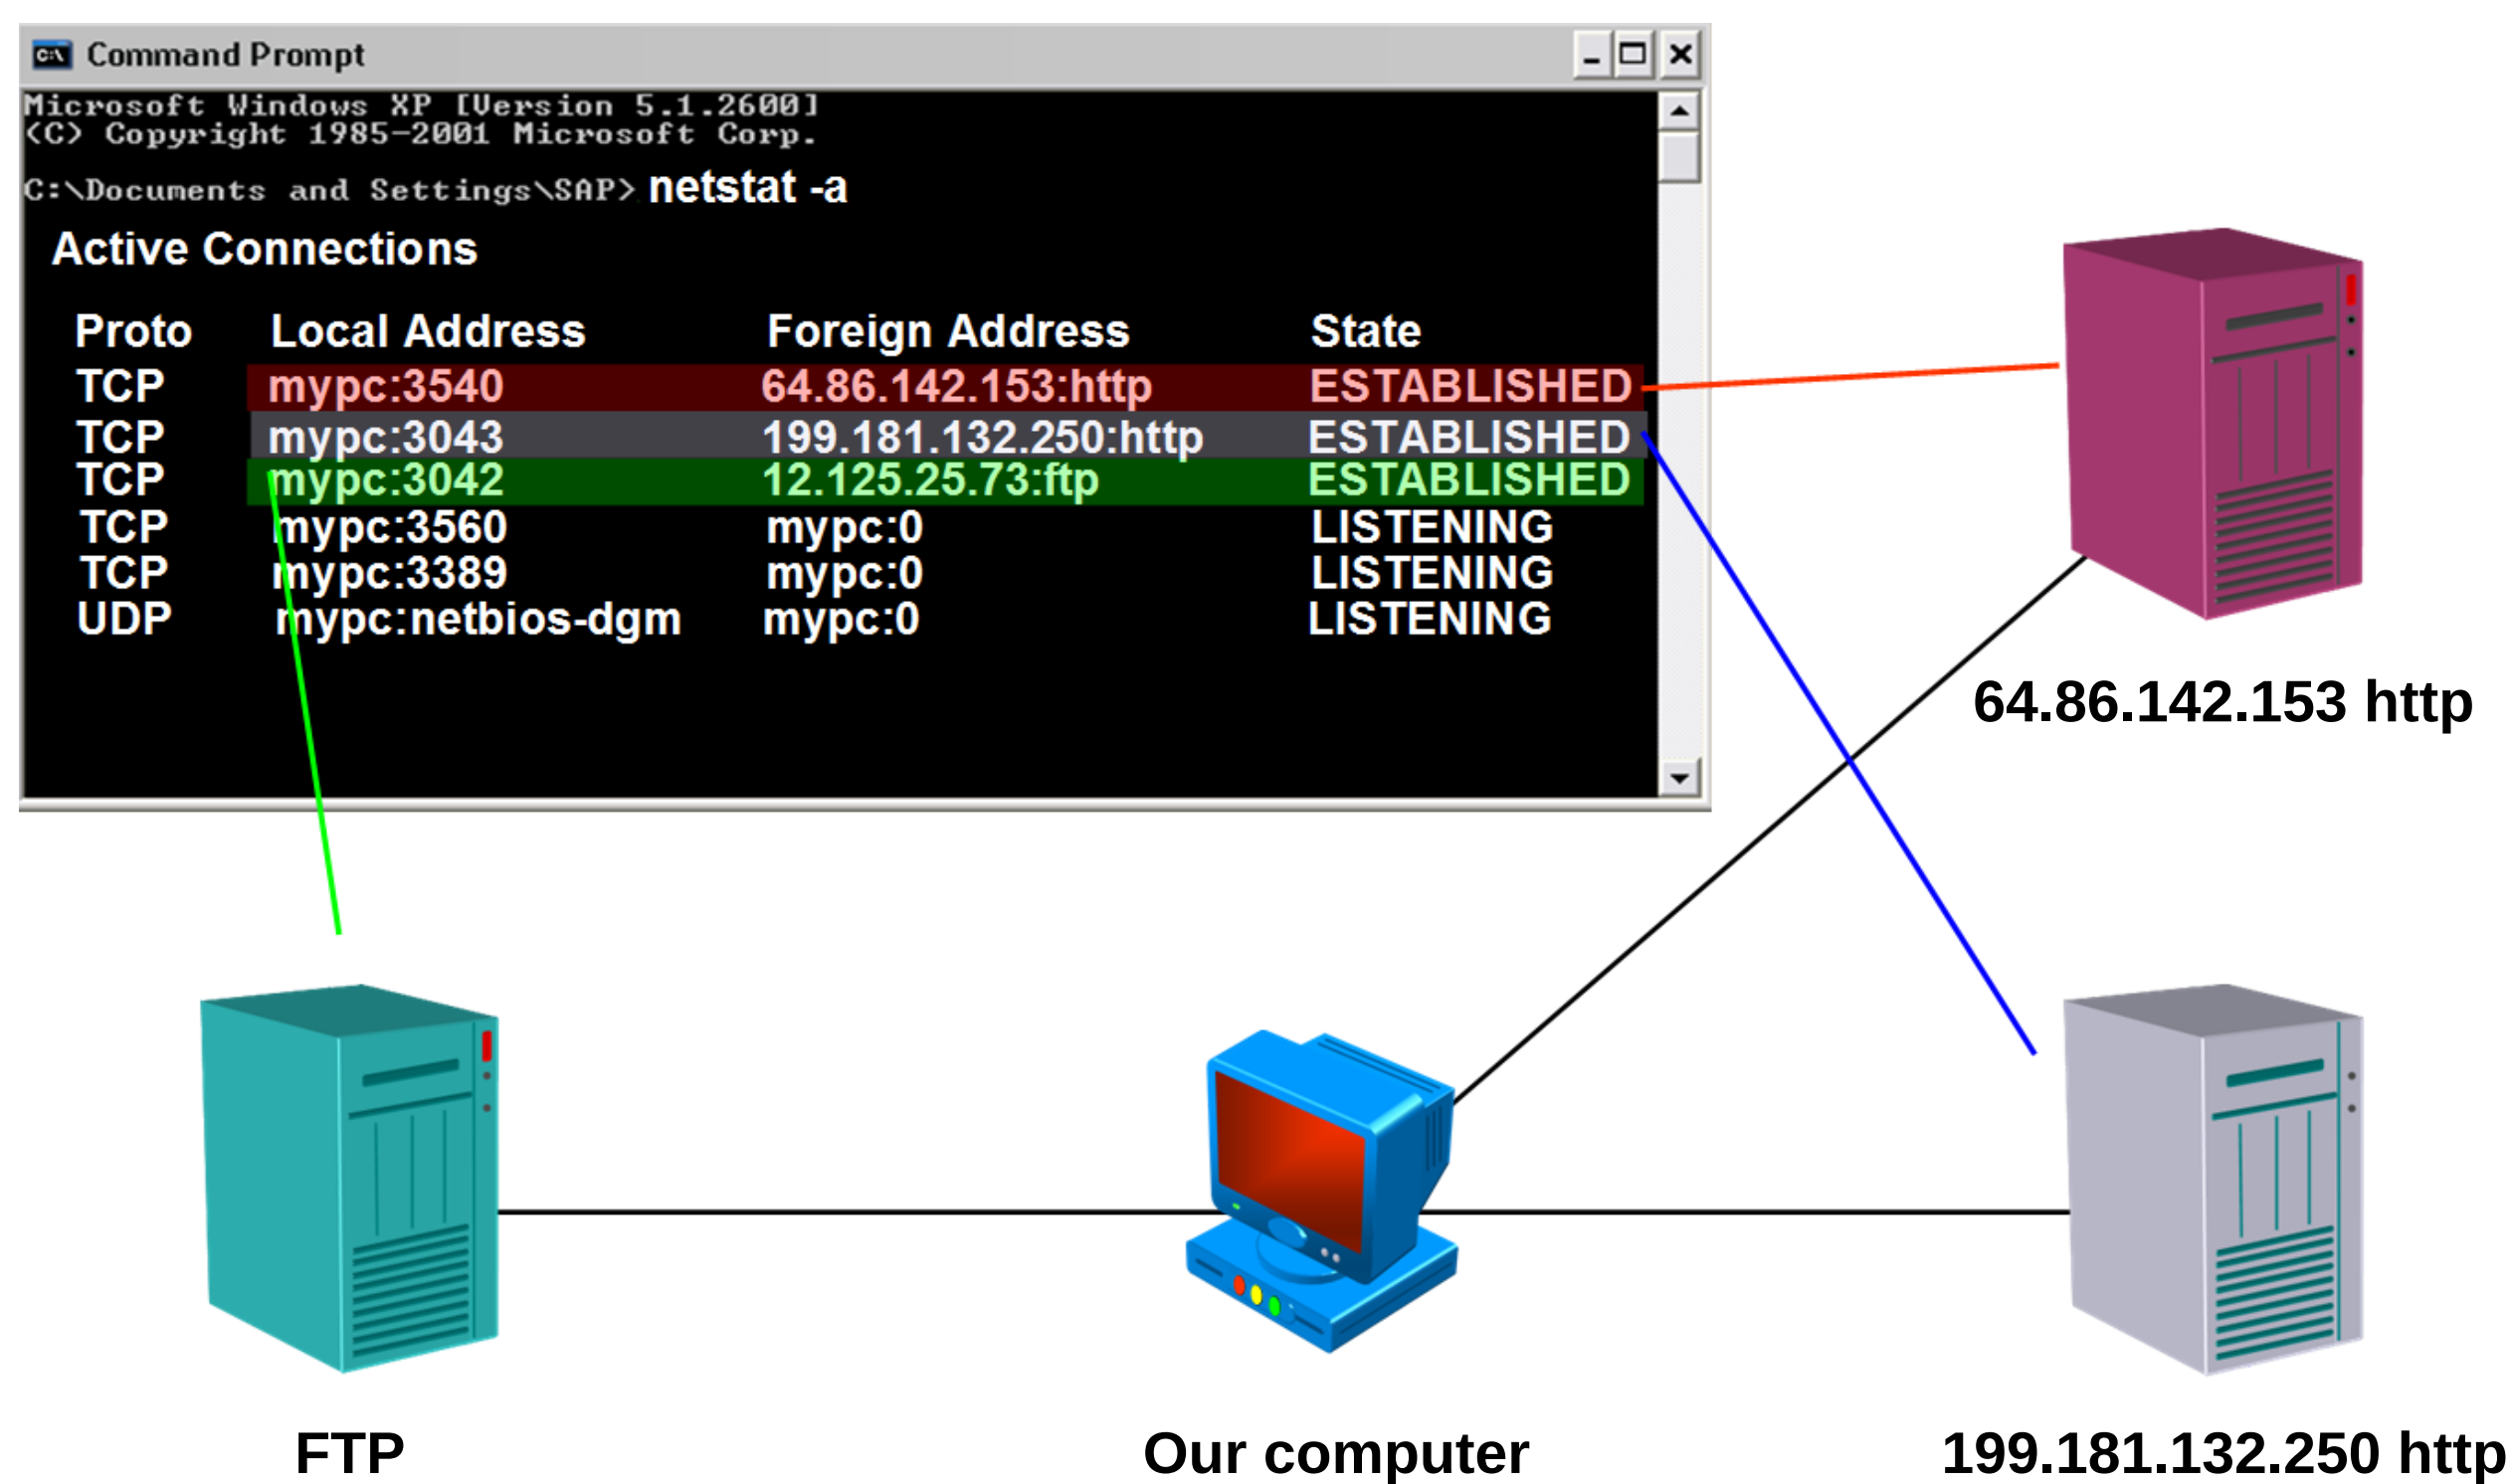 Command Prompt
Microsoft Windows XP [Version 5.1.2600]
(C) Copyright 1985-2001 Microsoft Corp.
C:\Documents and Settings\SAP> netstat -a
Active Connections
Proto Local Address Foreign Address State
TCP mypc:3540 64.86.142.153:http ESTABLISHED
TCP mypc:3043 199.181.132.250:http ESTABLISHED
TCP mypc:3042 12.125.25.73:ftp ESTABLISHED
TCP mypc:3560 mypc:0 LISTENING
TCP mypc:3389 mypc:0 LISTENING
UDP mypc:netbios-dgm mypc:0 LISTENING
64.86.142.153 http
FTP
Our computer
199.181.132.250 http